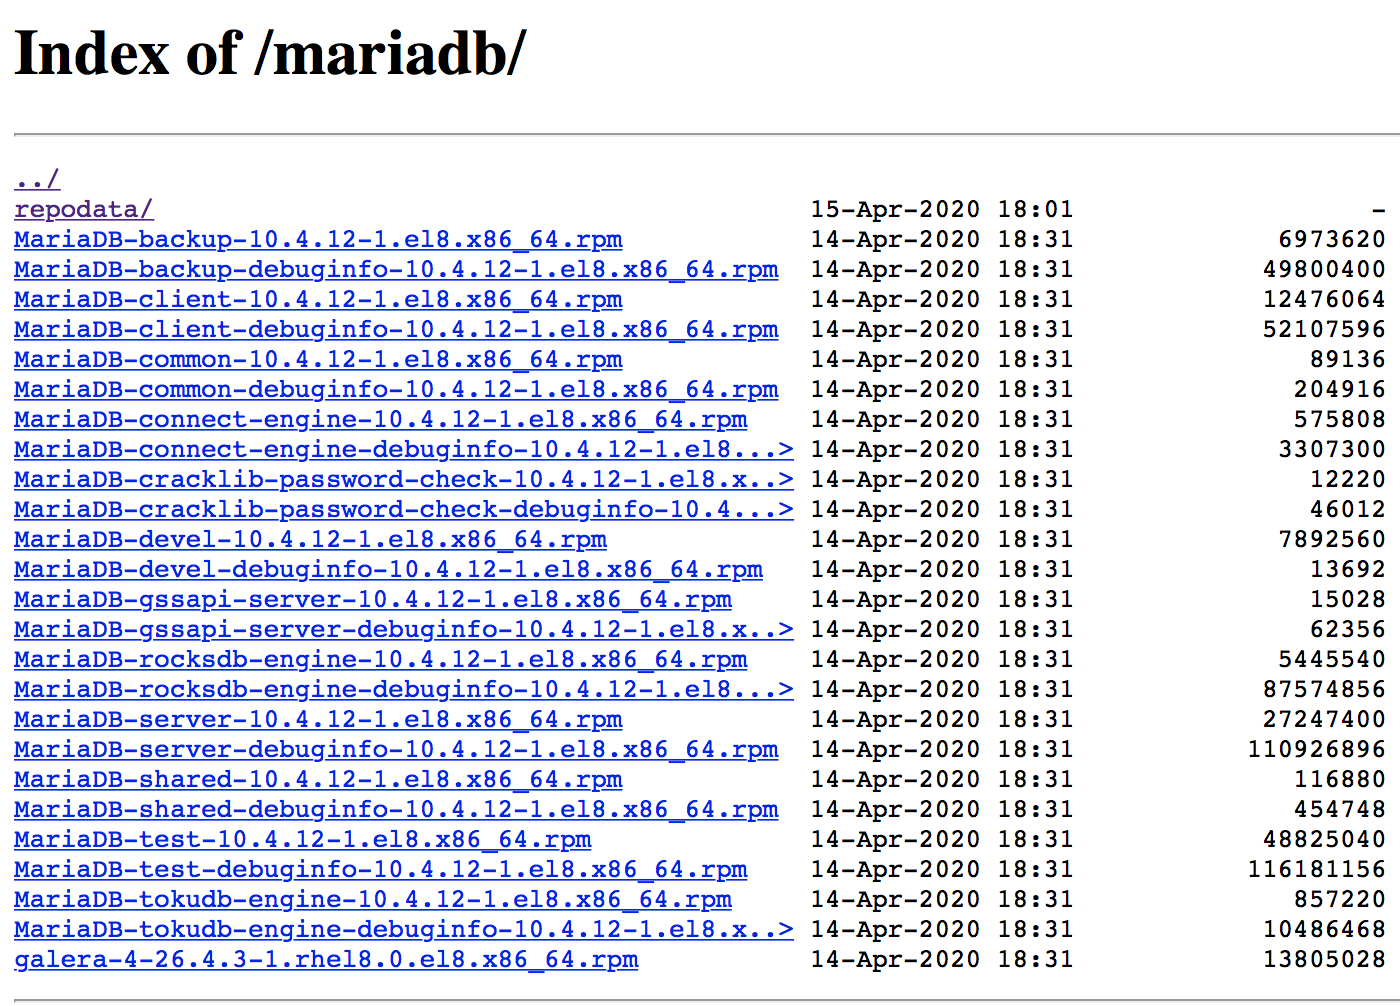 Index of /mariadb/
../
repodata/ 15-Apr-2020 18:01 -
MariaDB-backup-10.4.12-1.el8.x86_64.rpm 14-Apr-2020 18:31 6973620
MariaDB-backup-debuginfo-10.4.12-1.el8.x86_64.rpm 14-Apr-2020 18:31 49800400
MariaDB-client-10.4.12-1.el8.x86_64.rpm 14-Apr-2020 18:31 12476064
MariaDB-client-debuginfo-10.4.12-1.el8.x86_64.rpm 14-Apr-2020 18:31 52107596
MariaDB-common-10.4.12-1.el8.x86_64.rpm 14-Apr-2020 18:31 89136
MariaDB-common-debuginfo-10.4.12-1.el8.x86_64.rpm 14-Apr-2020 18:31 204916
MariaDB-connect-engine-10.4.12-1.el8.x86_64.rpm 14-Apr-2020 18:31 575808
MariaDB-connect-engine-debuginfo-10.4.12-1.el8...> 14-Apr-2020 18:31 3307300
MariaDB-cracklib-password-check-10.4.12-1.el8.x..> 14-Apr-2020 18:31 12220
MariaDB-cracklib-password-check-debuginfo-10.4...> 14-Apr-2020 18:31 46012
MariaDB-devel-10.4.12-1.el8.x86_64.rpm 14-Apr-2020 18:31 7892560
MariaDB-devel-debuginfo-10.4.12-1.el8.x86_64.rpm 14-Apr-2020 18:31 13692
MariaDB-gssapi-server-10.4.12-1.el8.x86_64.rpm 14-Apr-2020 18:31 15028
MariaDB-gssapi-server-debuginfo-10.4.12-1.el8.x..> 14-Apr-2020 18:31 62356
MariaDB-rocksdb-engine-10.4.12-1.el8.x86_64.rpm 14-Apr-2020 18:31 5445540
MariaDB-rocksdb-engine-debuginfo-10.4.12-1.el8...> 14-Apr-2020 18:31 87574856
MariaDB-server-10.4.12-1.el8.x86_64.rpm 14-Apr-2020 18:31 27247400
MariaDB-server-debuginfo-10.4.12-1.el8.x86_64.rpm 14-Apr-2020 18:31 110926896
MariaDB-shared-10.4.12-1.el8.x86_64.rpm 14-Apr-2020 18:31 116880
MariaDB-shared-debuginfo-10.4.12-1.el8.x86_64.rpm 14-Apr-2020 18:31 454748
MariaDB-test-10.4.12-1.el8.x86_64.rpm 14-Apr-2020 18:31 48825040
MariaDB-test-debuginfo-10.4.12-1.el8.x86_64.rpm 14-Apr-2020 18:31 116181156
MariaDB-tokudb-engine-10.4.12-1.el8.x86_64.rpm 14-Apr-2020 18:31 857220
MariaDB-tokudb-engine-debuginfo-10.4.12-1.el8.x..> 14-Apr-2020 18:31 10486468
galera-4-26.4.3-1.rhel8.0.el8.x86_64.rpm 14-Apr-2020 18:31 13805028